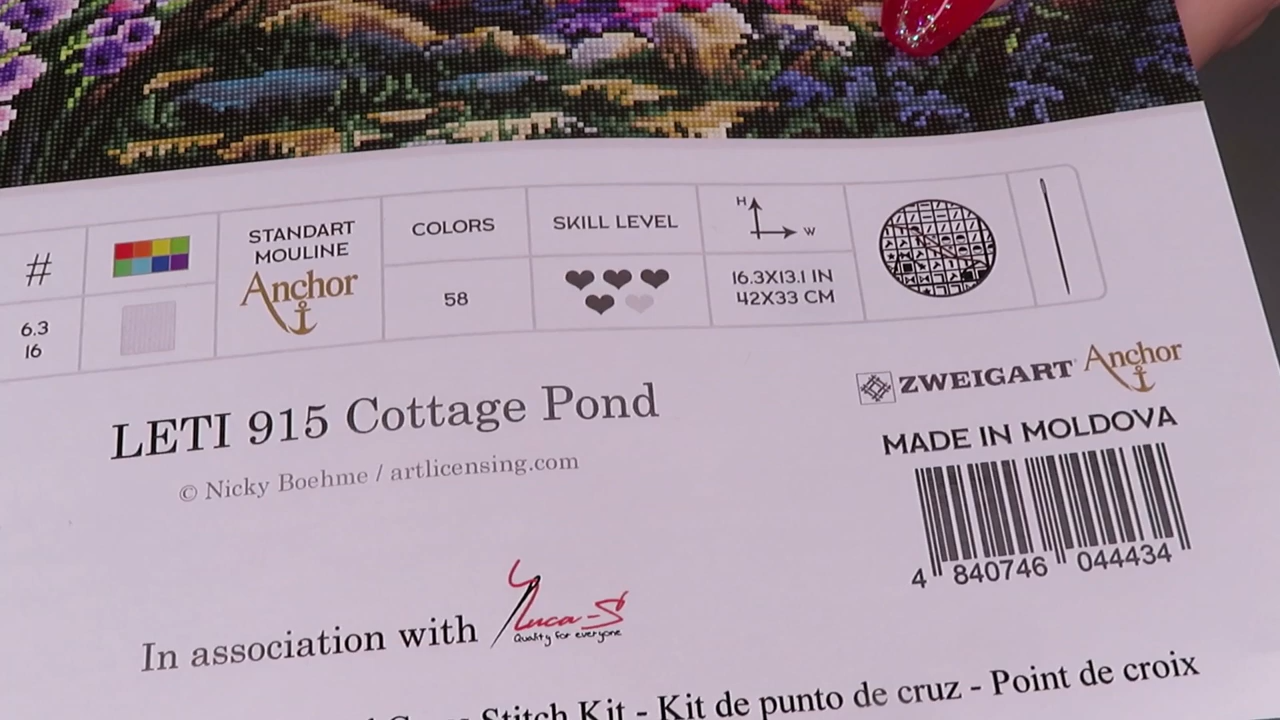 #
6.3
16
STANDART
MOULINE
Anchor
COLORS
58
SKILL LEVEL
H
W
16.3X13.1 IN
42X33 CM
LETI 915 Cottage Pond
© Nicky Boehme / artlicensing.com
ZWEIGART Anchor
MADE IN MOLDOVA
4 840746 044434
In association with Luca-S
Quality for everyone
Stitch Kit - Kit de punto de cruz - Point de croix